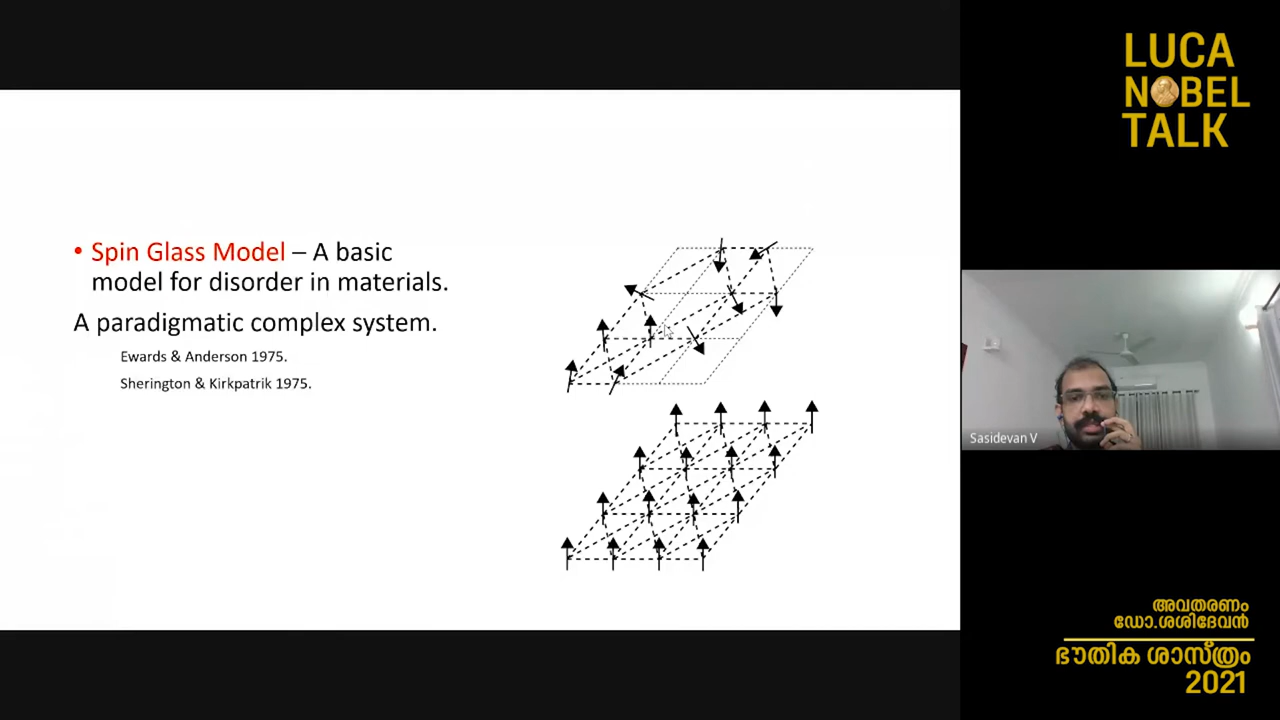 LUCA
NOBEL
TALK
• Spin Glass Model – A basic
model for disorder in materials.
A paradigmatic complex system.
Ewards & Anderson 1975.
Sherington & Kirkpatrik 1975.
Sasidevan V
അവതരണം
ഡോ.ശശിദേവൻ
ഭൗതിക ശാസ്ത്രം
2021